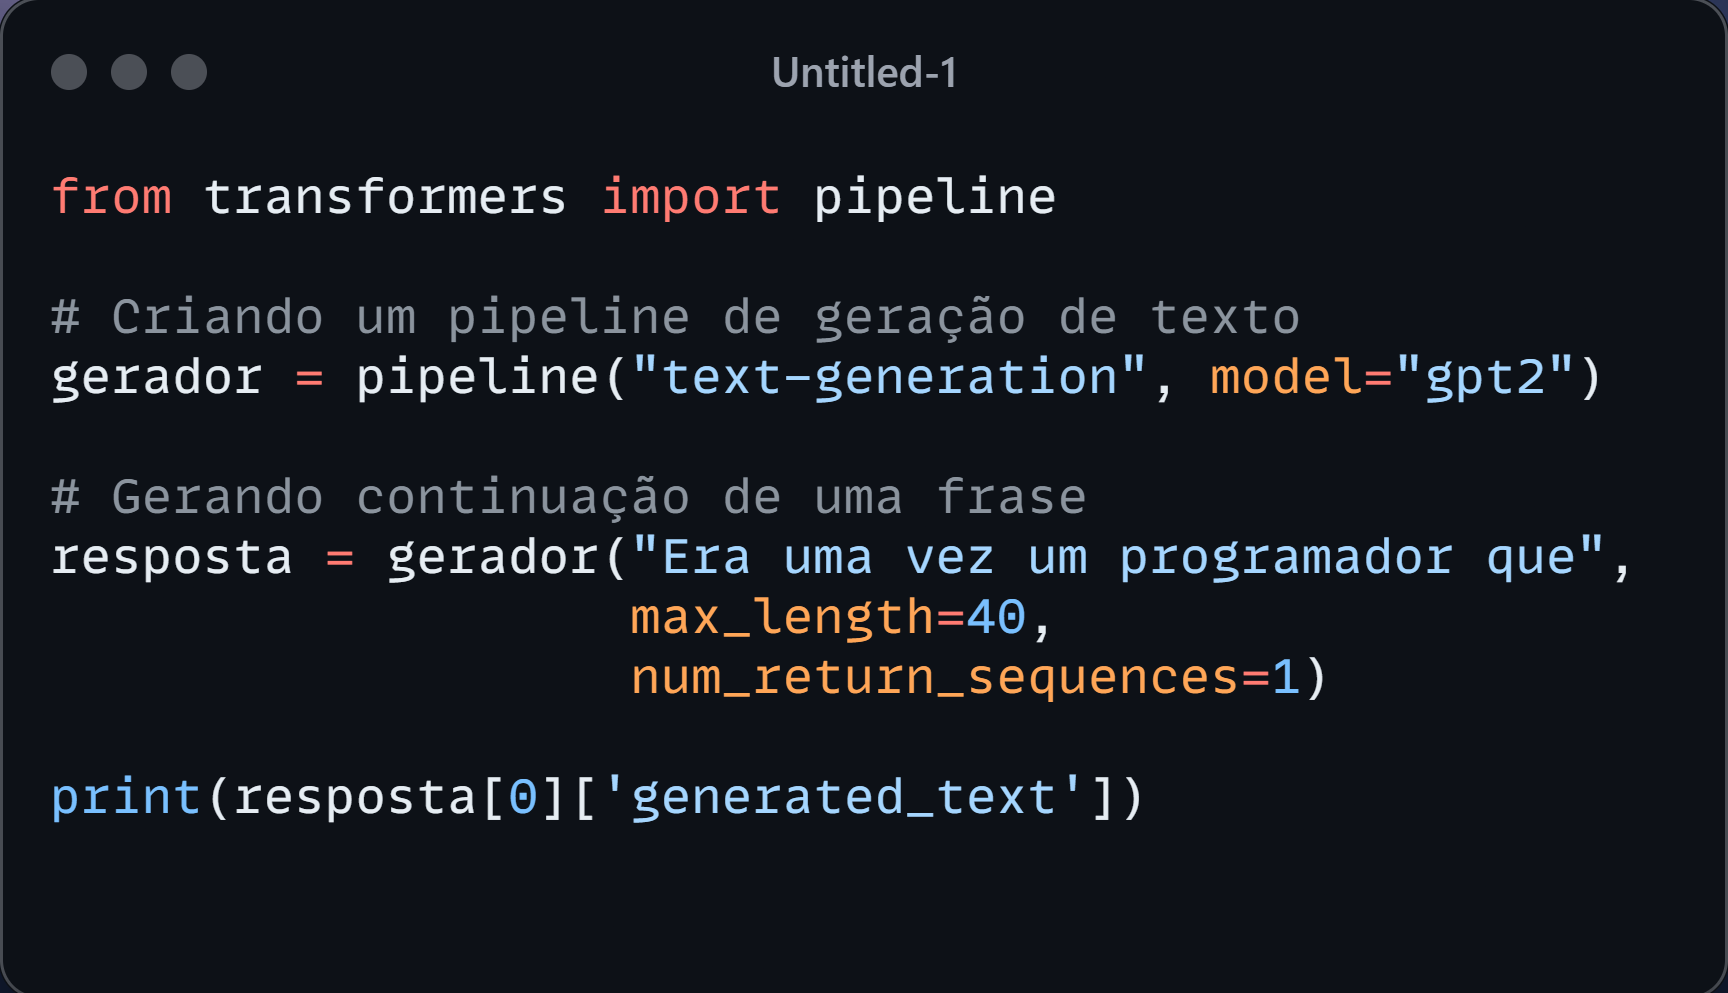 Untitled-1
from transformers import pipeline
# Criando um pipeline de geração de texto
gerador = pipeline("text-generation", model="gpt2")
# Gerando continuação de uma frase
resposta = gerador("Era uma vez um programador que",
                   max_length=40,
                   num_return_sequences=1)
print(resposta[0]['generated_text'])